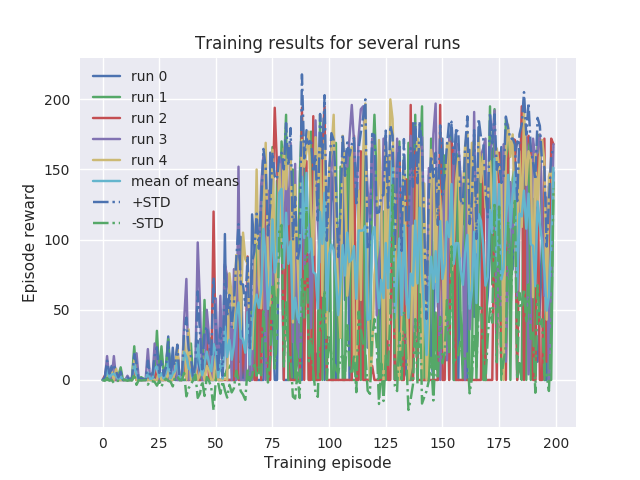 Training results for several runs
run 0
run 1
run 2
run 3
run 4
mean of means
+STD
-STD
200
150
100
50
0
Episode reward
0 25 50 75 100 125 150 175 200
Training episode